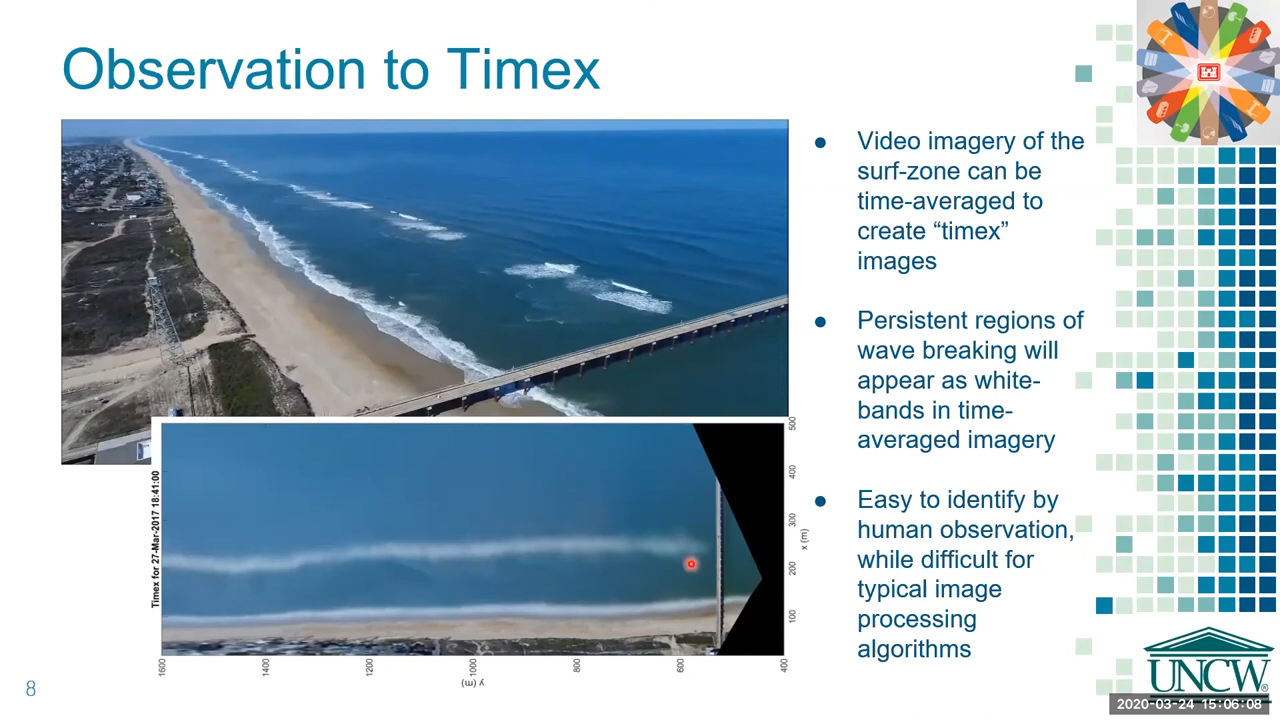 Observation to Timex
● Video imagery of the
surf-zone can be
time-averaged to
create “timex”
images
● Persistent regions of
wave breaking will
appear as white-
bands in time-
averaged imagery
● Easy to identify by
human observation,
while difficult for
typical image
processing
algorithms
Timex for 27-Mar-2017 18:41:00
500
400
300
200
100
x (m)
1600
1400
1200
1000
800
600
400
y (m)
8
UNCW®
2020-03-24 15:06:08